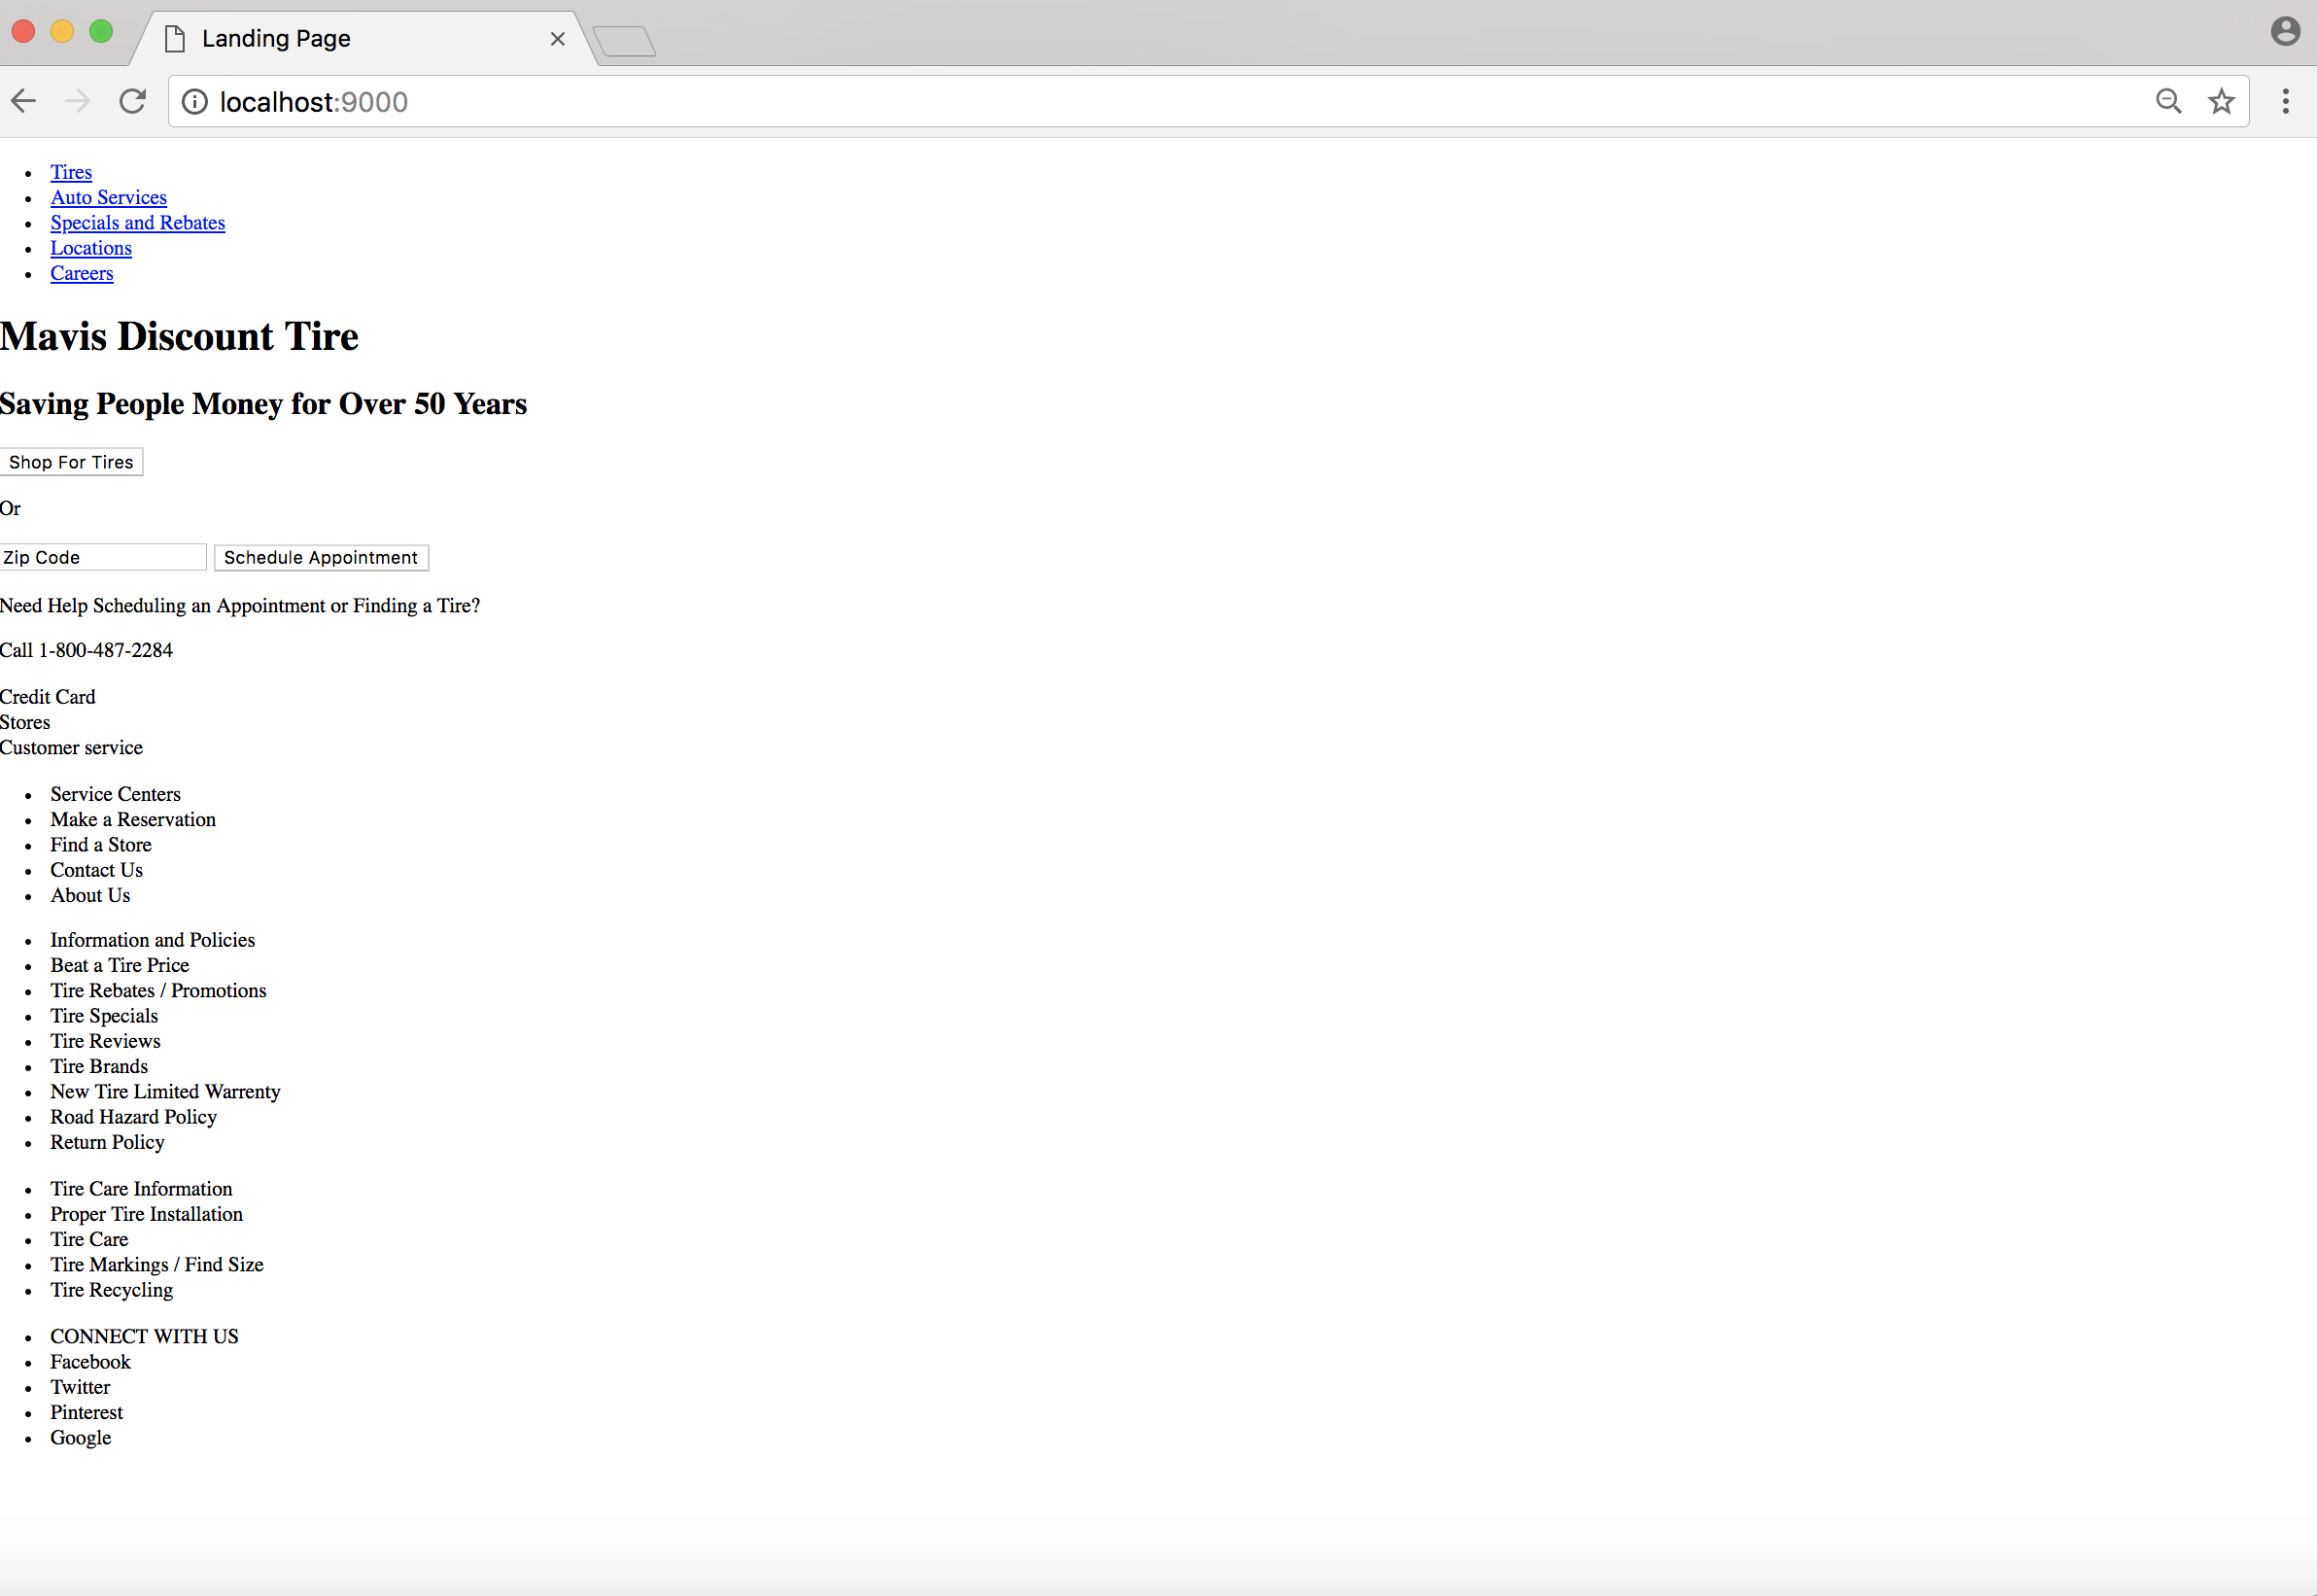 Landing Page
localhost:9000
Tires
Auto Services
Specials and Rebates
Locations
Careers
Mavis Discount Tire
Saving People Money for Over 50 Years
Shop For Tires
Or
Zip Code Schedule Appointment
Need Help Scheduling an Appointment or Finding a Tire?
Call 1-800-487-2284
Credit Card
Stores
Customer service
Service Centers
Make a Reservation
Find a Store
Contact Us
About Us
Information and Policies
Beat a Tire Price
Tire Rebates / Promotions
Tire Specials
Tire Reviews
Tire Brands
New Tire Limited Warrenty
Road Hazard Policy
Return Policy
Tire Care Information
Proper Tire Installation
Tire Care
Tire Markings / Find Size
Tire Recycling
CONNECT WITH US
Facebook
Twitter
Pinterest
Google